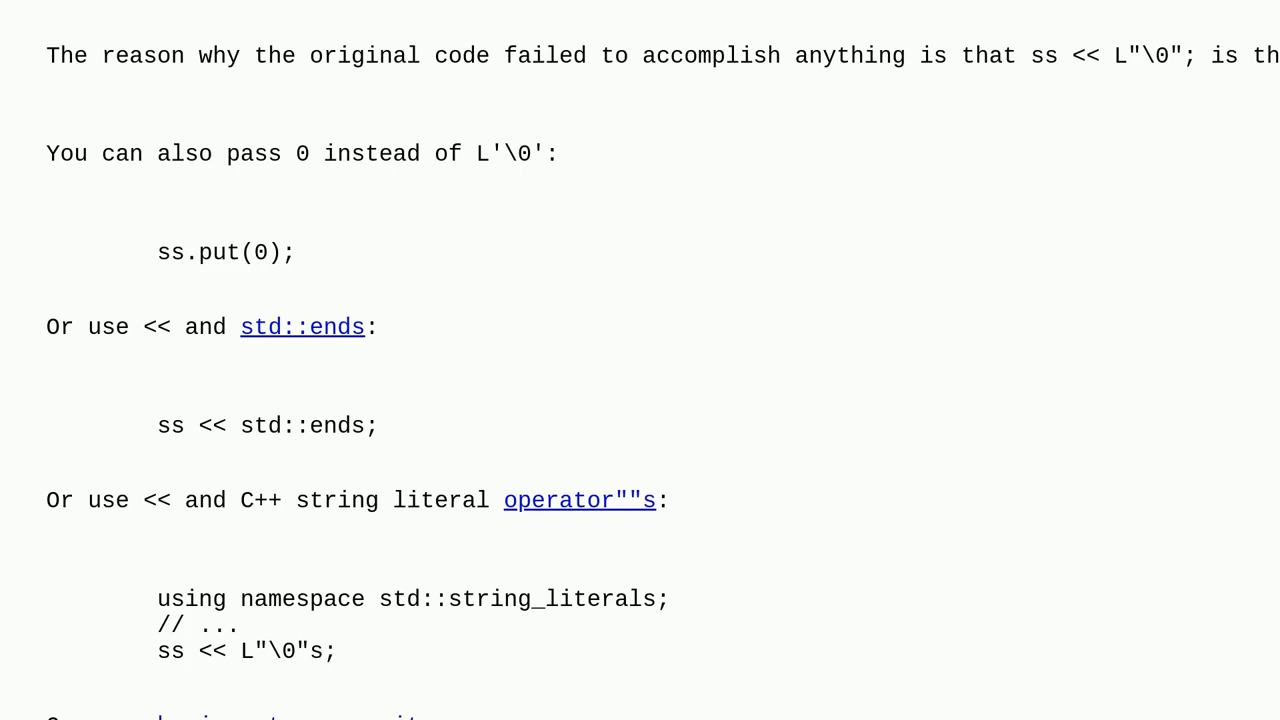 The reason why the original code failed to accomplish anything is that ss << L"\0"; is
You can also pass 0 instead of L'\0':
ss.put(0);
Or use << and std::ends:
ss << std::ends;
Or use << and C++ string literal operator""s:
using namespace std::string_literals;
// ...
ss << L"\0"s;